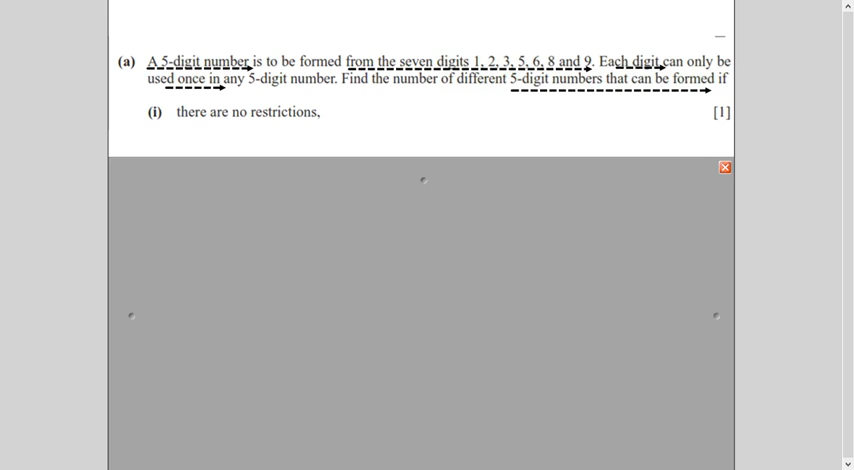 (a) A 5-digit number is to be formed from the seven digits 1, 2, 3, 5, 6, 8 and 9. Each digit can only be
used once in any 5-digit number. Find the number of different 5-digit numbers that can be formed if
(i) there are no restrictions, [1]